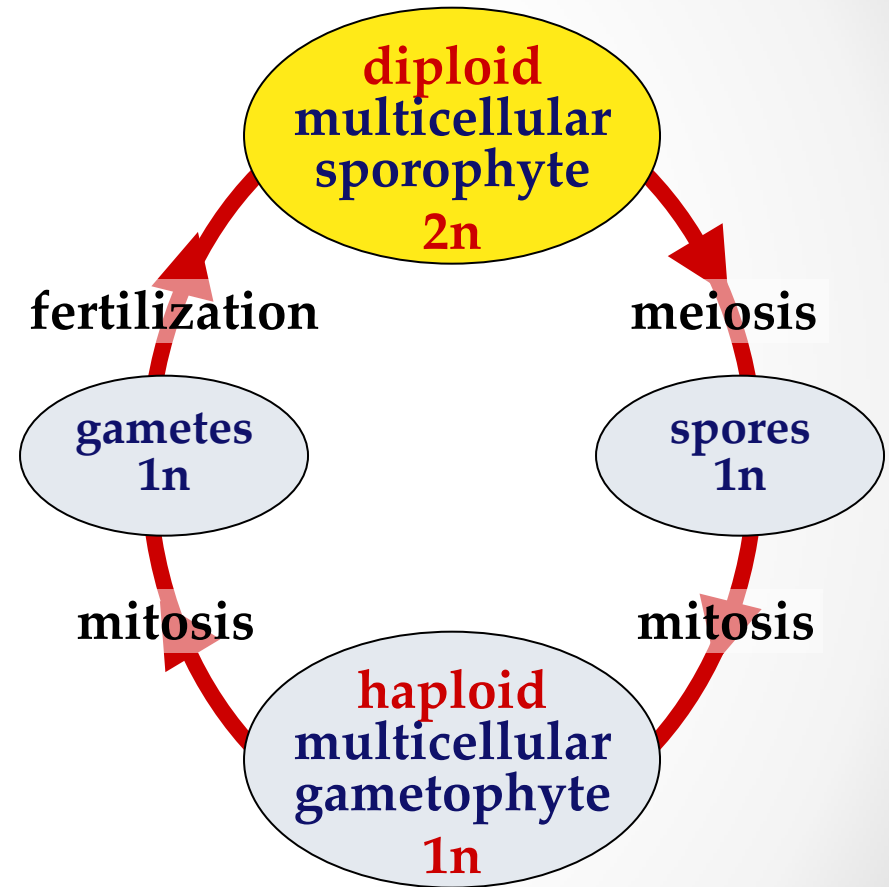 diploid
multicellular
sporophyte
2n
fertilization
meiosis
gametes
1n
spores
1n
mitosis
mitosis
haploid
multicellular
gametophyte
1n